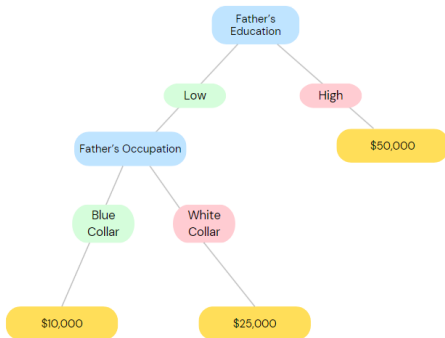 Father's
Education
Low
High
Father's Occupation
$50,000
Blue
Collar
White
Collar
$10,000
$25,000